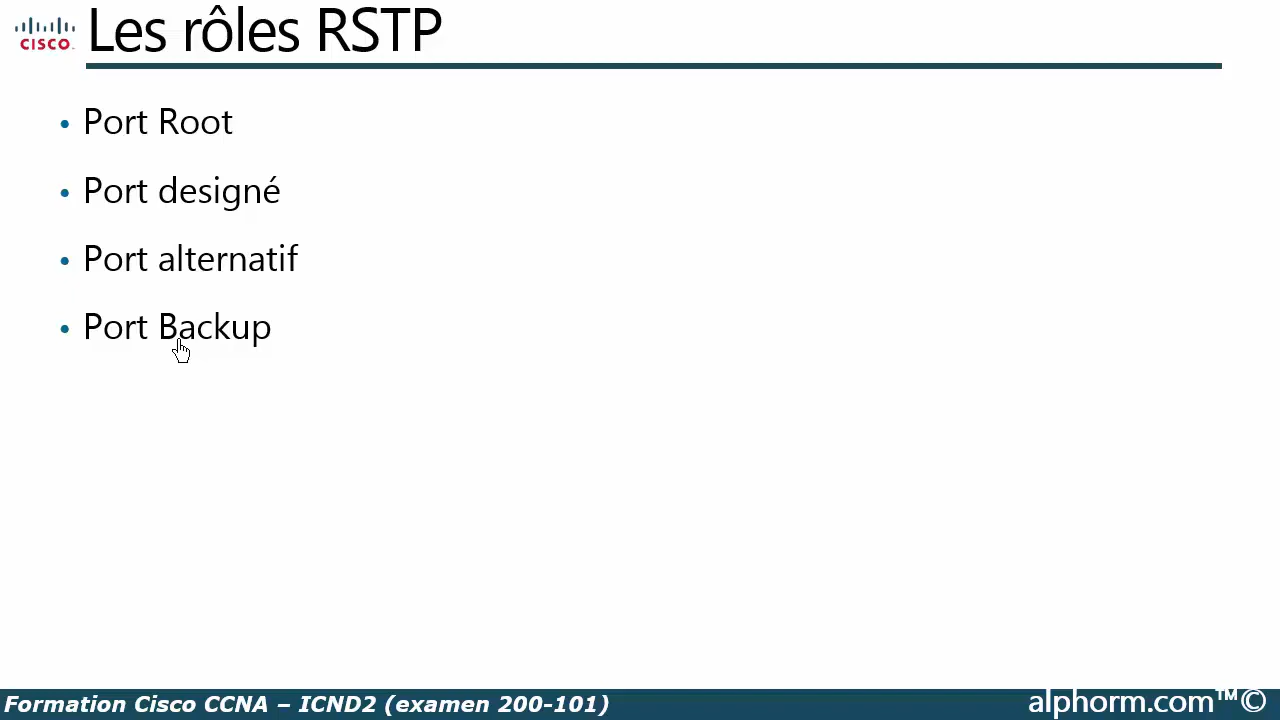 CISCO
Les rôles RSTP
• Port Root
• Port designé
• Port alternatif
• Port Backup
Formation Cisco CCNA – ICND2 (examen 200-101)
alphorm.com™©